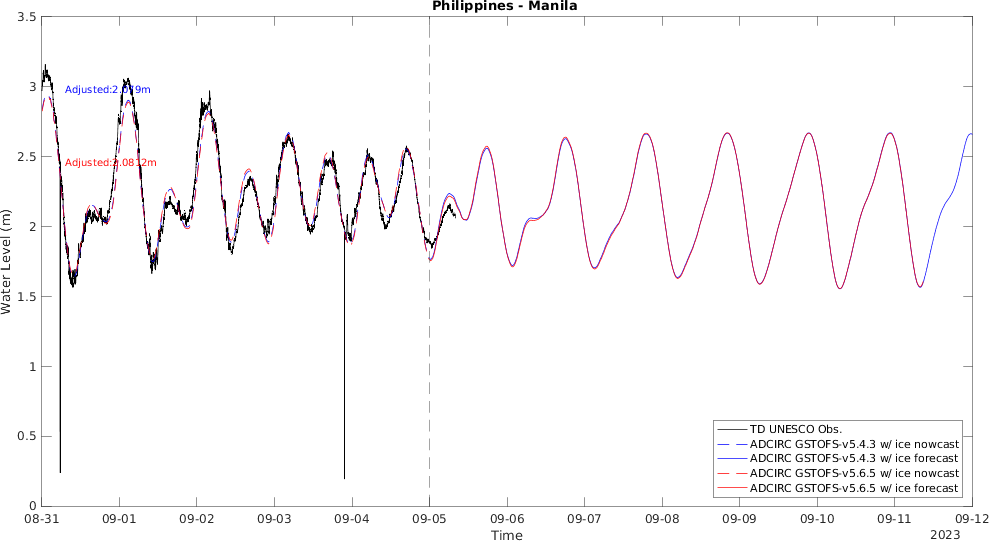 Philippines - Manila
3.5
3
2.5
2
1.5
1
0.5
0
Water Level (m)
Adjusted:2.079m
Adjusted:2.0812m
TD UNESCO Obs.
ADCIRC GSTOFS-v5.4.3 w/ ice nowcast
ADCIRC GSTOFS-v5.4.3 w/ ice forecast
ADCIRC GSTOFS-v5.6.5 w/ ice nowcast
ADCIRC GSTOFS-v5.6.5 w/ ice forecast
08-31 09-01 09-02 09-03 09-04 09-05 09-06 09-07 09-08 09-09 09-10 09-11 09-12
Time
2023